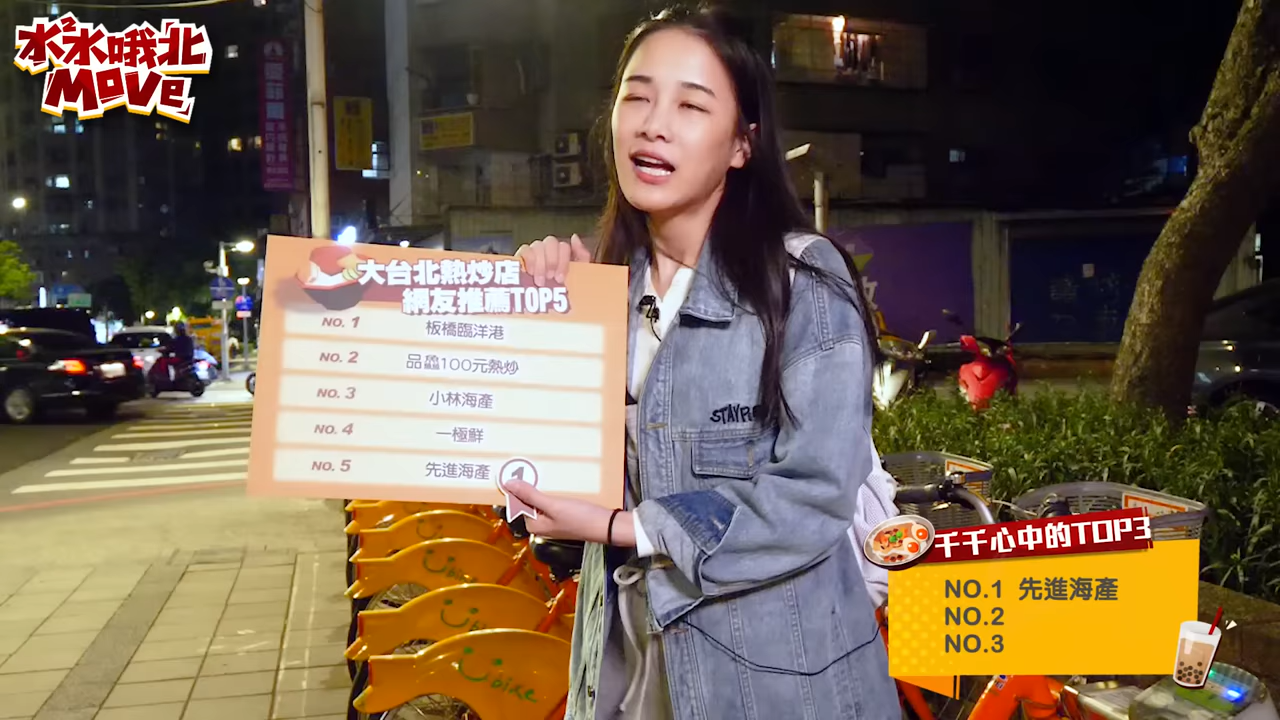 水2水哦北
「MOVE」
大台北熱炒店
網友推薦TOP5
NO. 1 板橋臨洋港
NO. 2 品鱻100元熱炒
NO. 3 小林海產
NO. 4 一極鮮
NO. 5 先進海產
1
STAYRE
Ubike
千千心中的TOP3
NO.1 先進海產
NO.2
NO.3